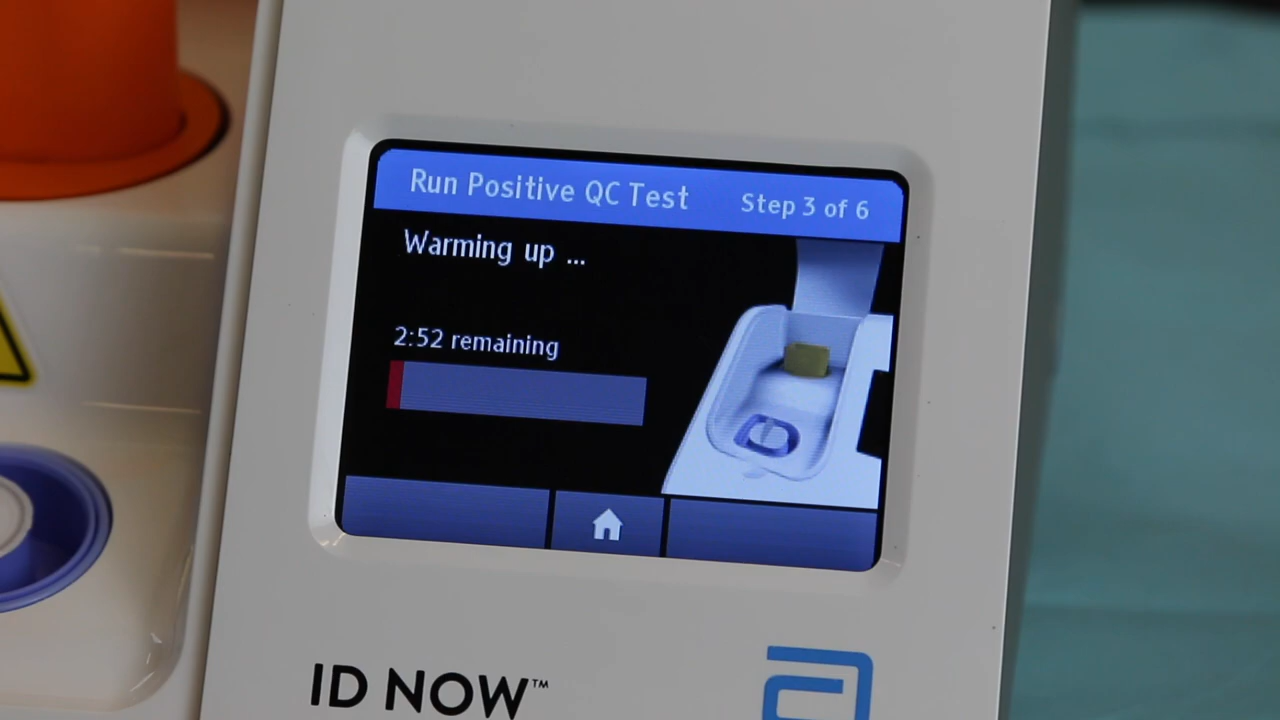 Run Positive QC Test
Step 3 of 6
Warming up ...
2:52 remaining
ID NOW™